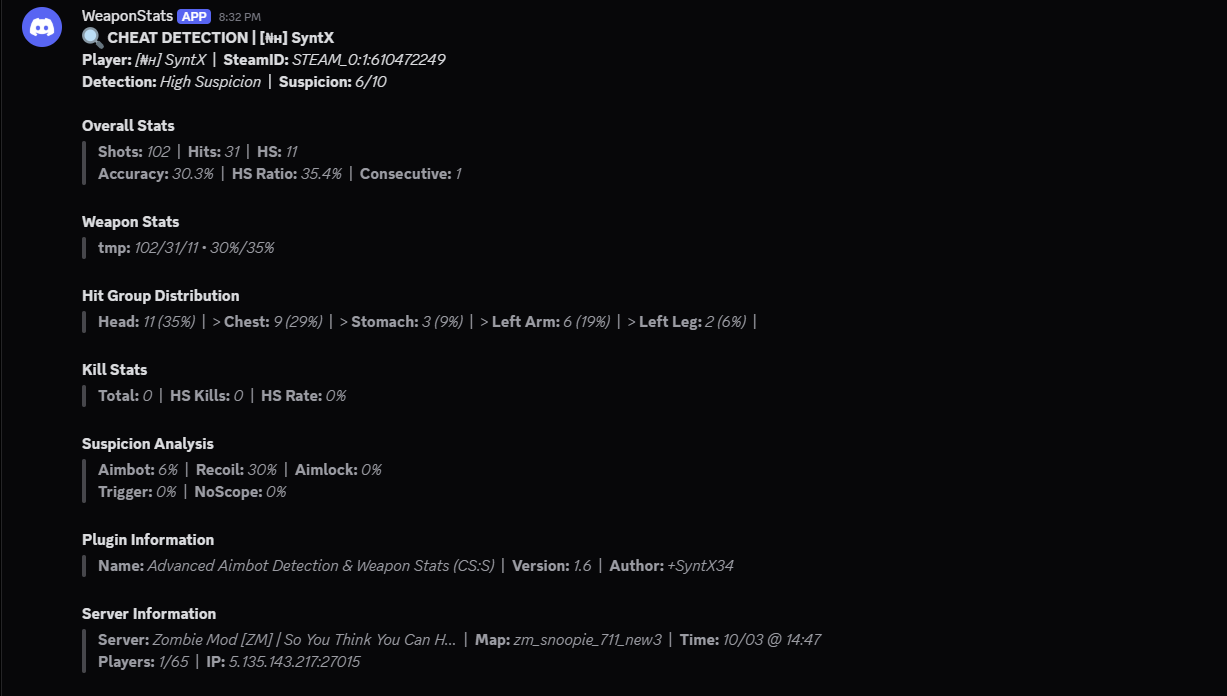 WeaponStats APP 8:32 PM
🔍 CHEAT DETECTION | [₦ʜ] SyntX
Player: [₦ʜ] SyntX | SteamID: STEAM_0:1:610472249
Detection: High Suspicion | Suspicion: 6/10
Overall Stats
Shots: 102 | Hits: 31 | HS: 11
Accuracy: 30.3% | HS Ratio: 35.4% | Consecutive: 1
Weapon Stats
tmp: 102/31/11 • 30%/35%
Hit Group Distribution
Head: 11 (35%) | > Chest: 9 (29%) | > Stomach: 3 (9%) | > Left Arm: 6 (19%) | > Left Leg: 2 (6%) |
Kill Stats
Total: 0 | HS Kills: 0 | HS Rate: 0%
Suspicion Analysis
Aimbot: 6% | Recoil: 30% | Aimlock: 0%
Trigger: 0% | NoScope: 0%
Plugin Information
Name: Advanced Aimbot Detection & Weapon Stats (CS:S) | Version: 1.6 | Author: +SyntX34
Server Information
Server: Zombie Mod [ZM] | So You Think You Can H... | Map: zm_snoopie_711_new3 | Time: 10/03 @ 14:47
Players: 1/65 | IP: 5.135.143.217:27015